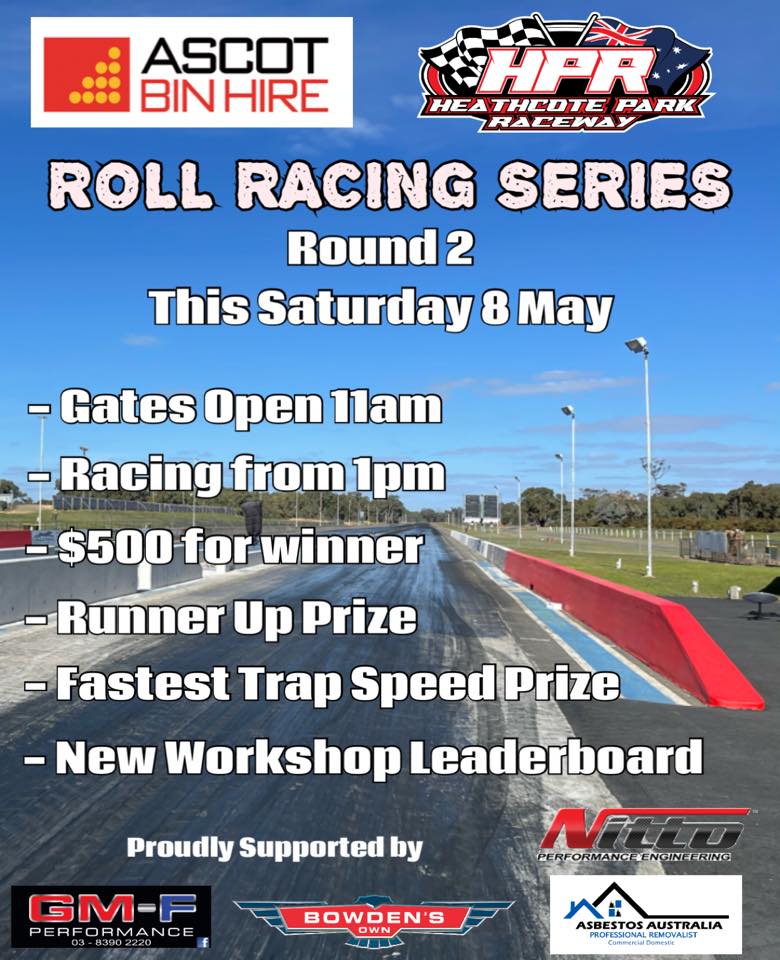 ASCOT
BIN HIRE
HPR
HEATHCOTE PARK
RACEWAY
ROLL RACING SERIES
Round 2
This Saturday 8 May
- Gates Open 11am
- Racing from 1pm
- $500 for winner
- Runner Up Prize
- Fastest Trap Speed Prize
- New Workshop Leaderboard
Proudly Supported by
Nitto
PERFORMANCE ENGINEERING
GM-F
PERFORMANCE
03 - 8390 2220
f
BOWDEN'S
OWN
ASBESTOS AUSTRALIA
PROFESSIONAL REMOVALIST
- Commercial Domestic